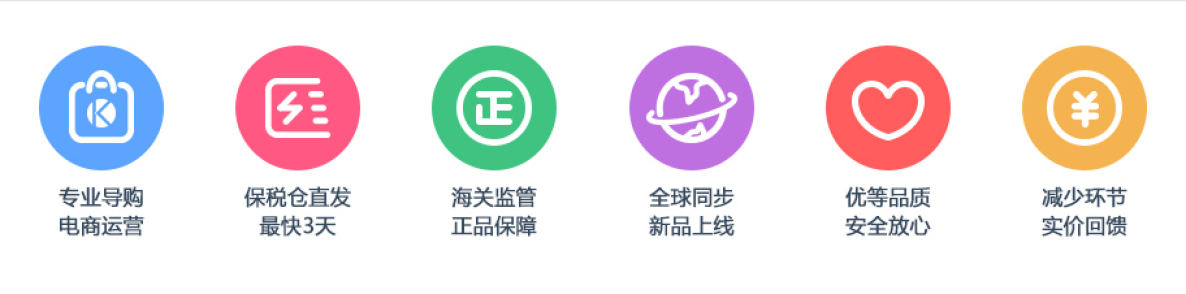 K
正
¥
专业导购
电商运营
保税仓直发
最快3天
海关监管
正品保障
全球同步
新品上线
优等品质
安全放心
减少环节
实价回馈